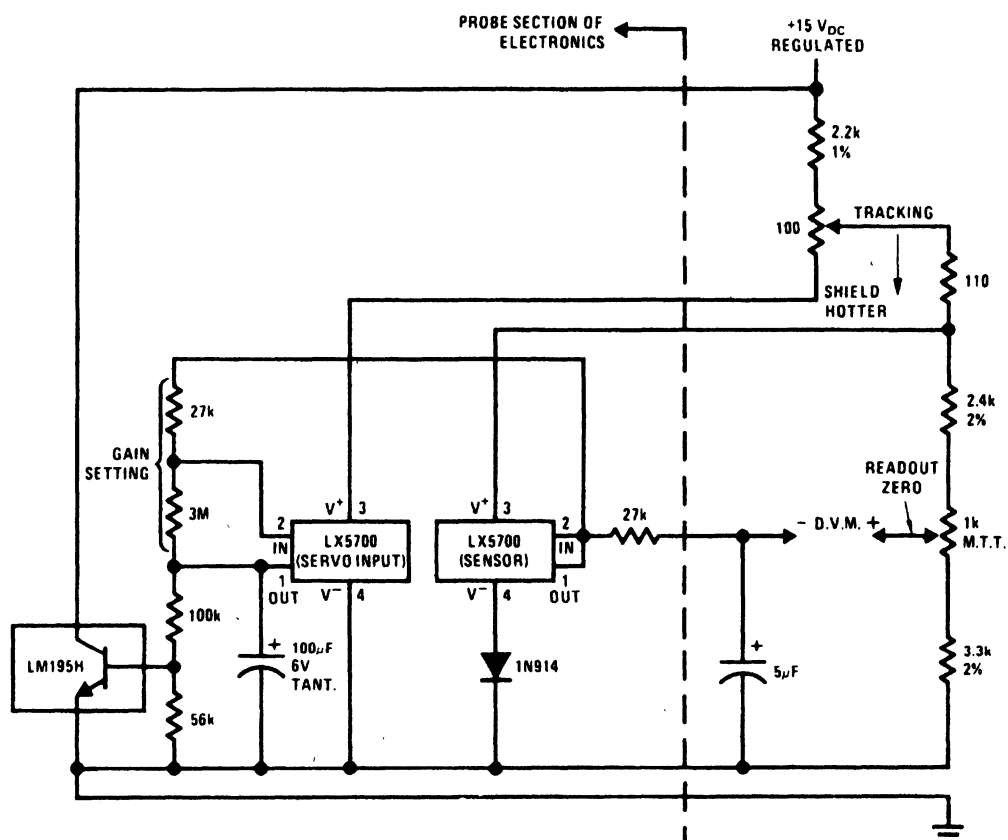 PROBE SECTION OF
ELECTRONICS
+15 VDC
REGULATED
2.2k
1%
100
TRACKING
SHIELD
HOTTER
110
27k
GAIN
SETTING
3M
2.4k
2%
READOUT
ZERO
V+ 3
2
IN
LX5700
(SERVO INPUT)
1
OUT
V− 4
V+ 3
LX5700
(SENSOR)
2
IN
1
OUT
V− 4
27k
− D.V.M. +
1k
M.T.T.
100k
LM195H
+
100µF
6V
TANT.
1N914
+
5µF
3.3k
2%
56k